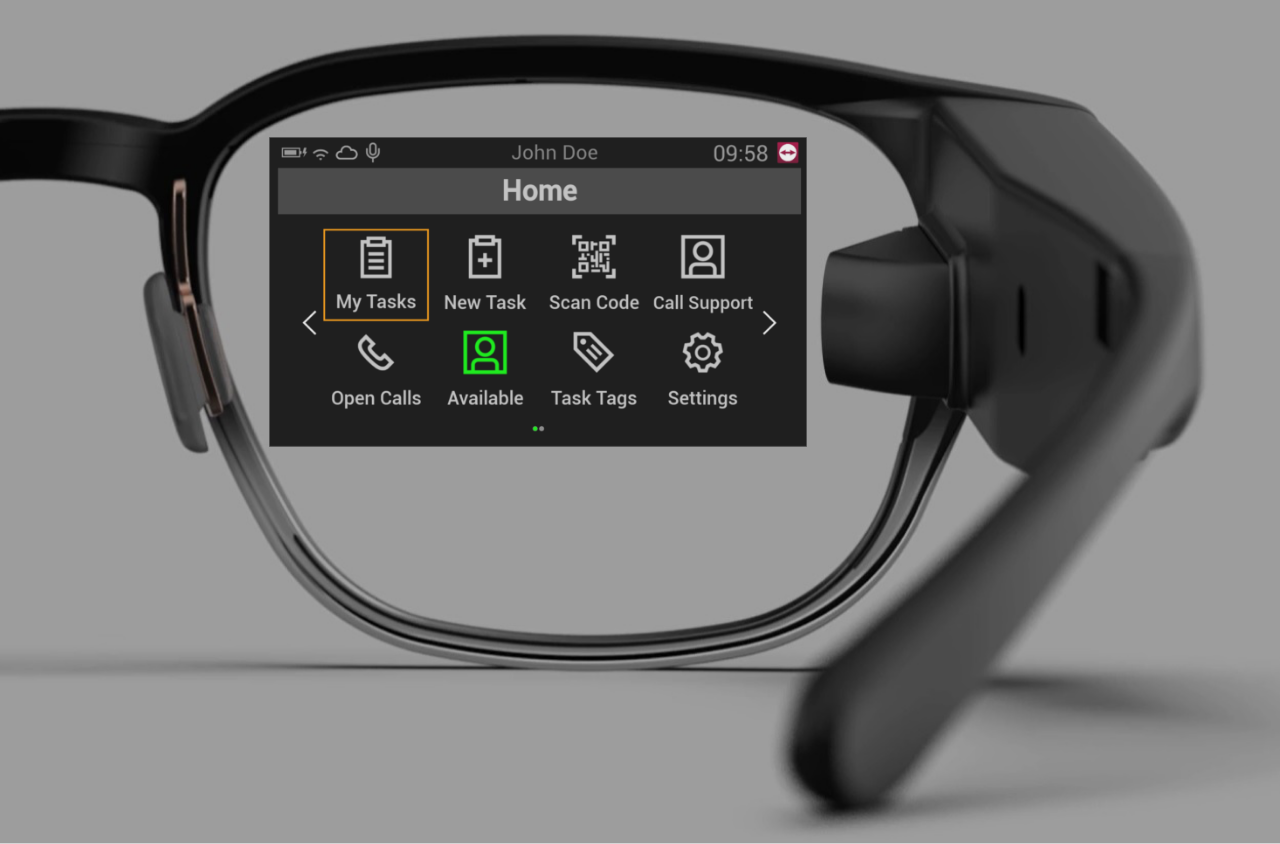 John Doe 09:58
Home
My Tasks New Task Scan Code Call Support
Open Calls Available Task Tags Settings